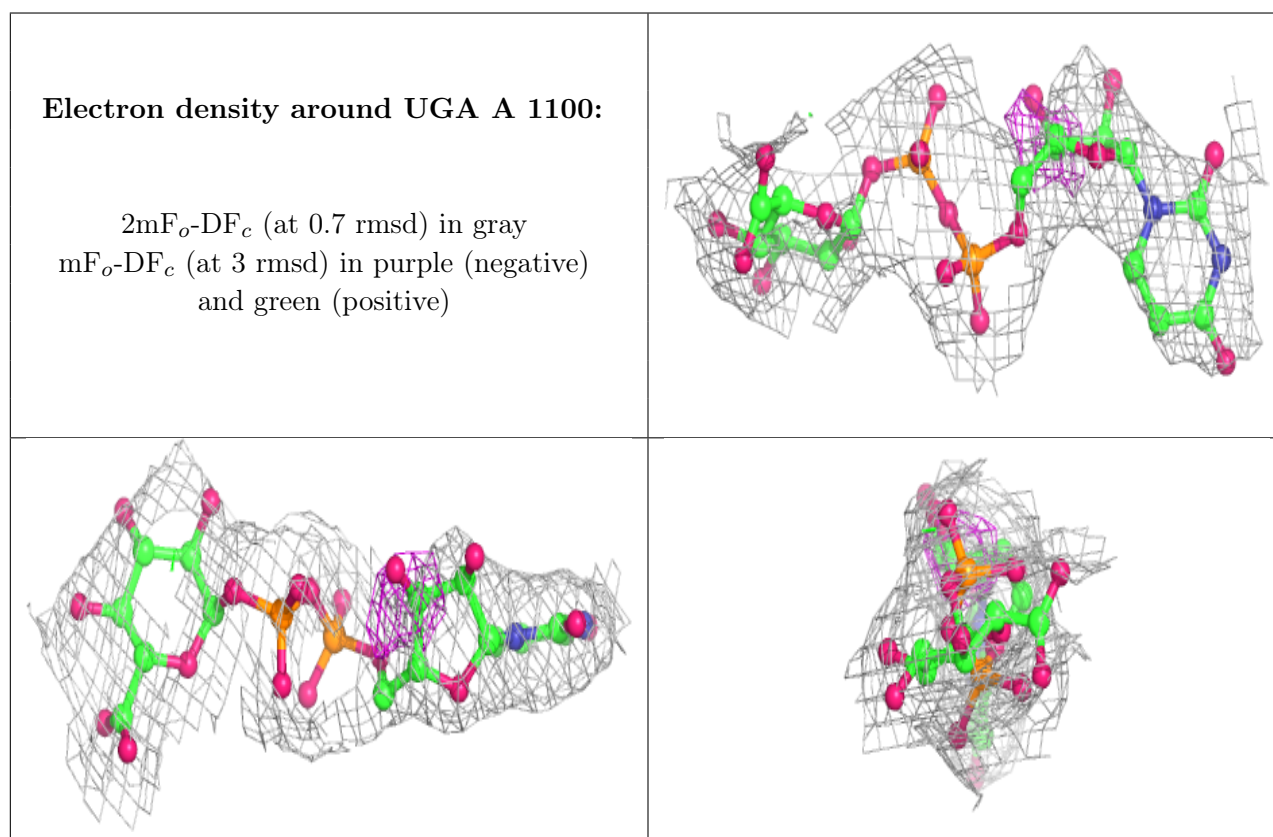 Electron density around UGA A 1100:
2mFo-DFc (at 0.7 rmsd) in gray
mFo-DFc (at 3 rmsd) in purple (negative)
and green (positive)